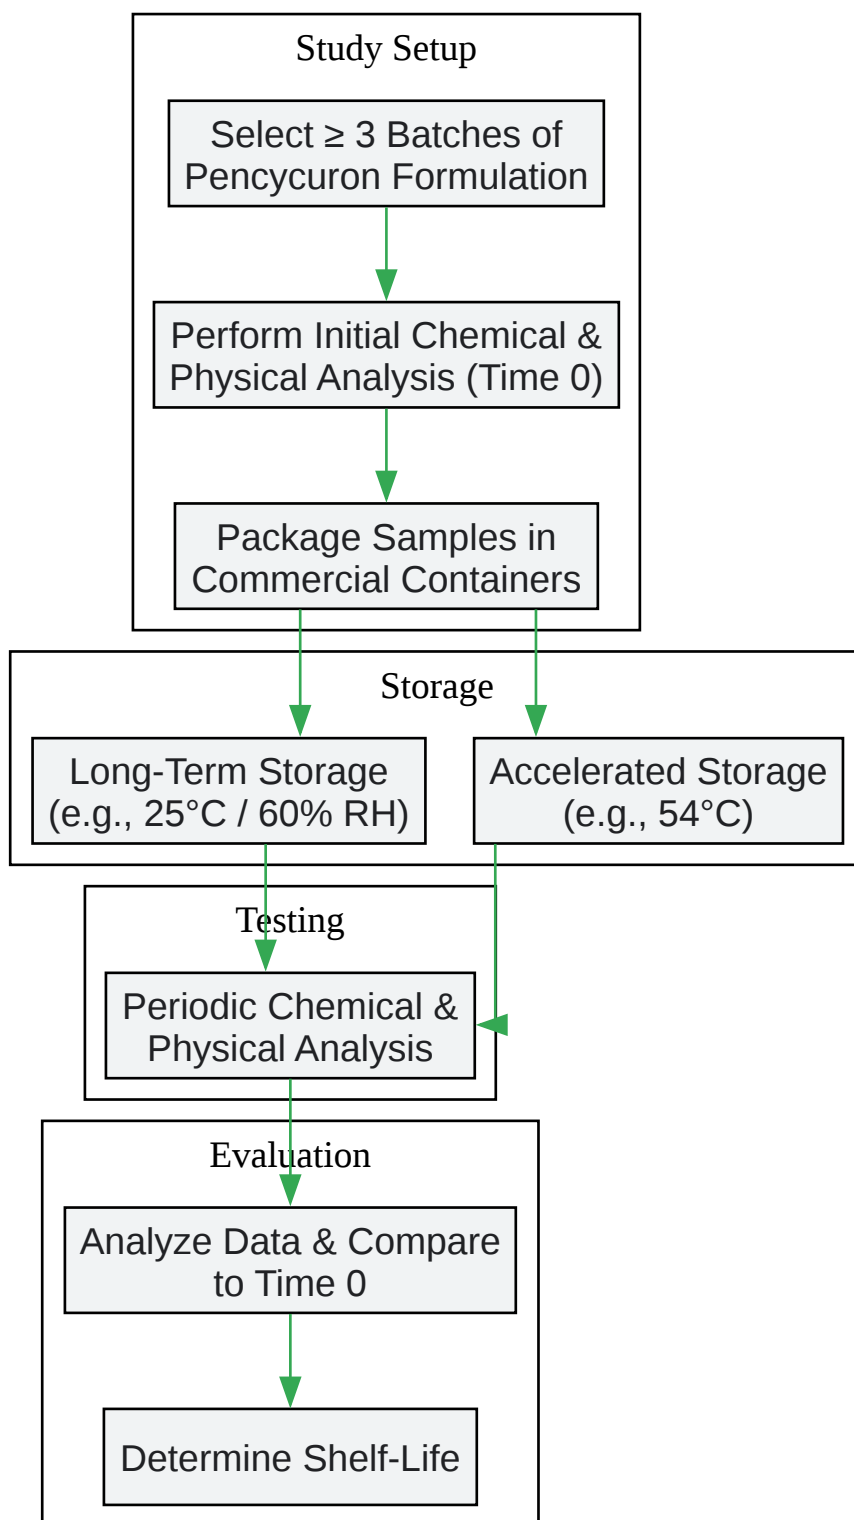 Study Setup
Select ≥ 3 Batches of
Pencycuron Formulation
Perform Initial Chemical &
Physical Analysis (Time 0)
Package Samples in
Commercial Containers
Storage
Long-Term Storage
(e.g., 25°C / 60% RH)
Accelerated Storage
(e.g., 54°C)
Testing
Periodic Chemical &
Physical Analysis
Evaluation
Analyze Data & Compare
to Time 0
Determine Shelf-Life